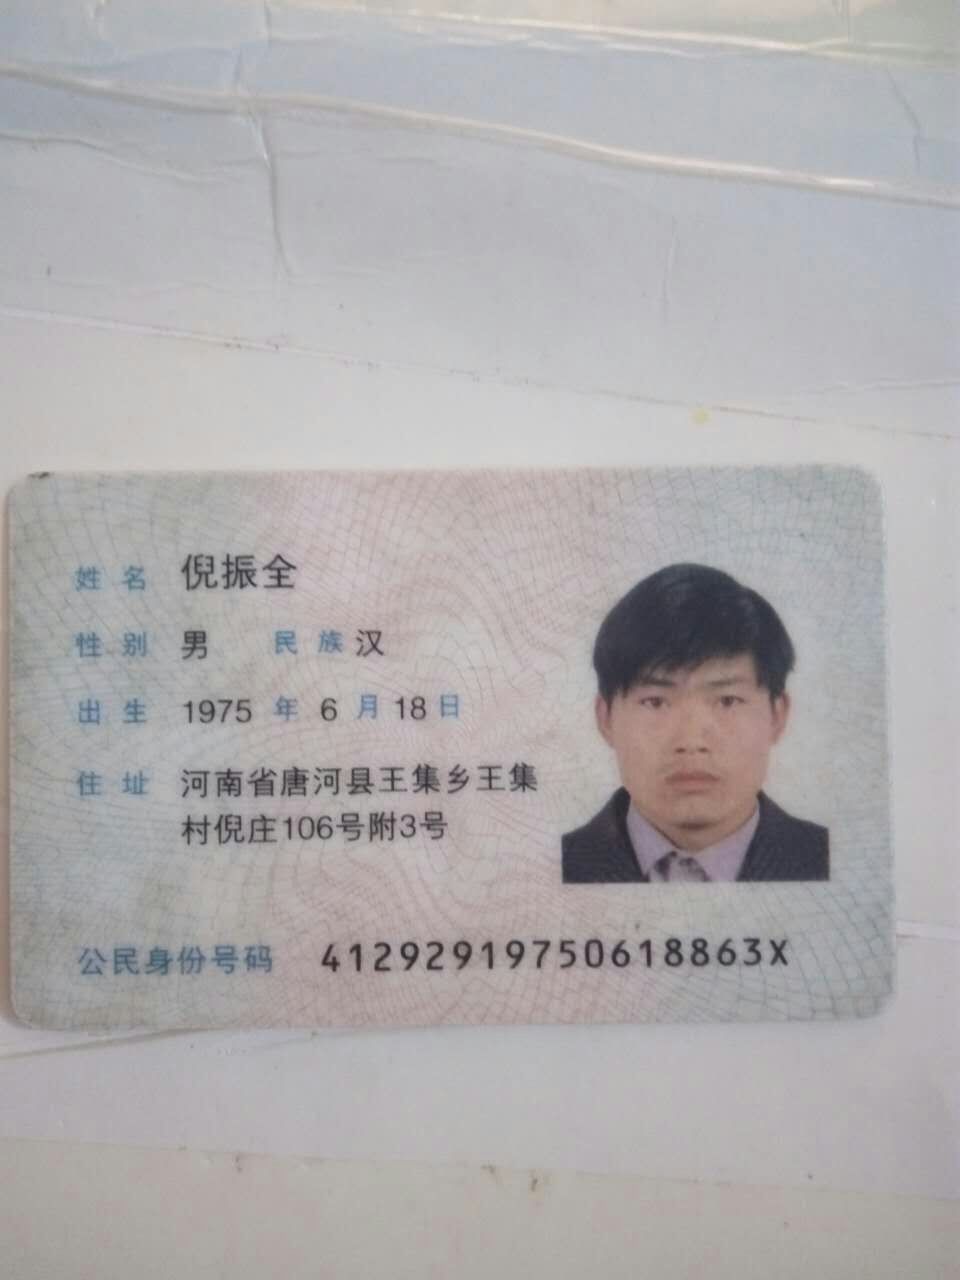 姓名 倪振全
性别 男 民族 汉
出生 1975 年 6 月 18 日
住址 河南省唐河县王集乡王集
村倪庄106号附3号
公民身份号码 41292919750618863X